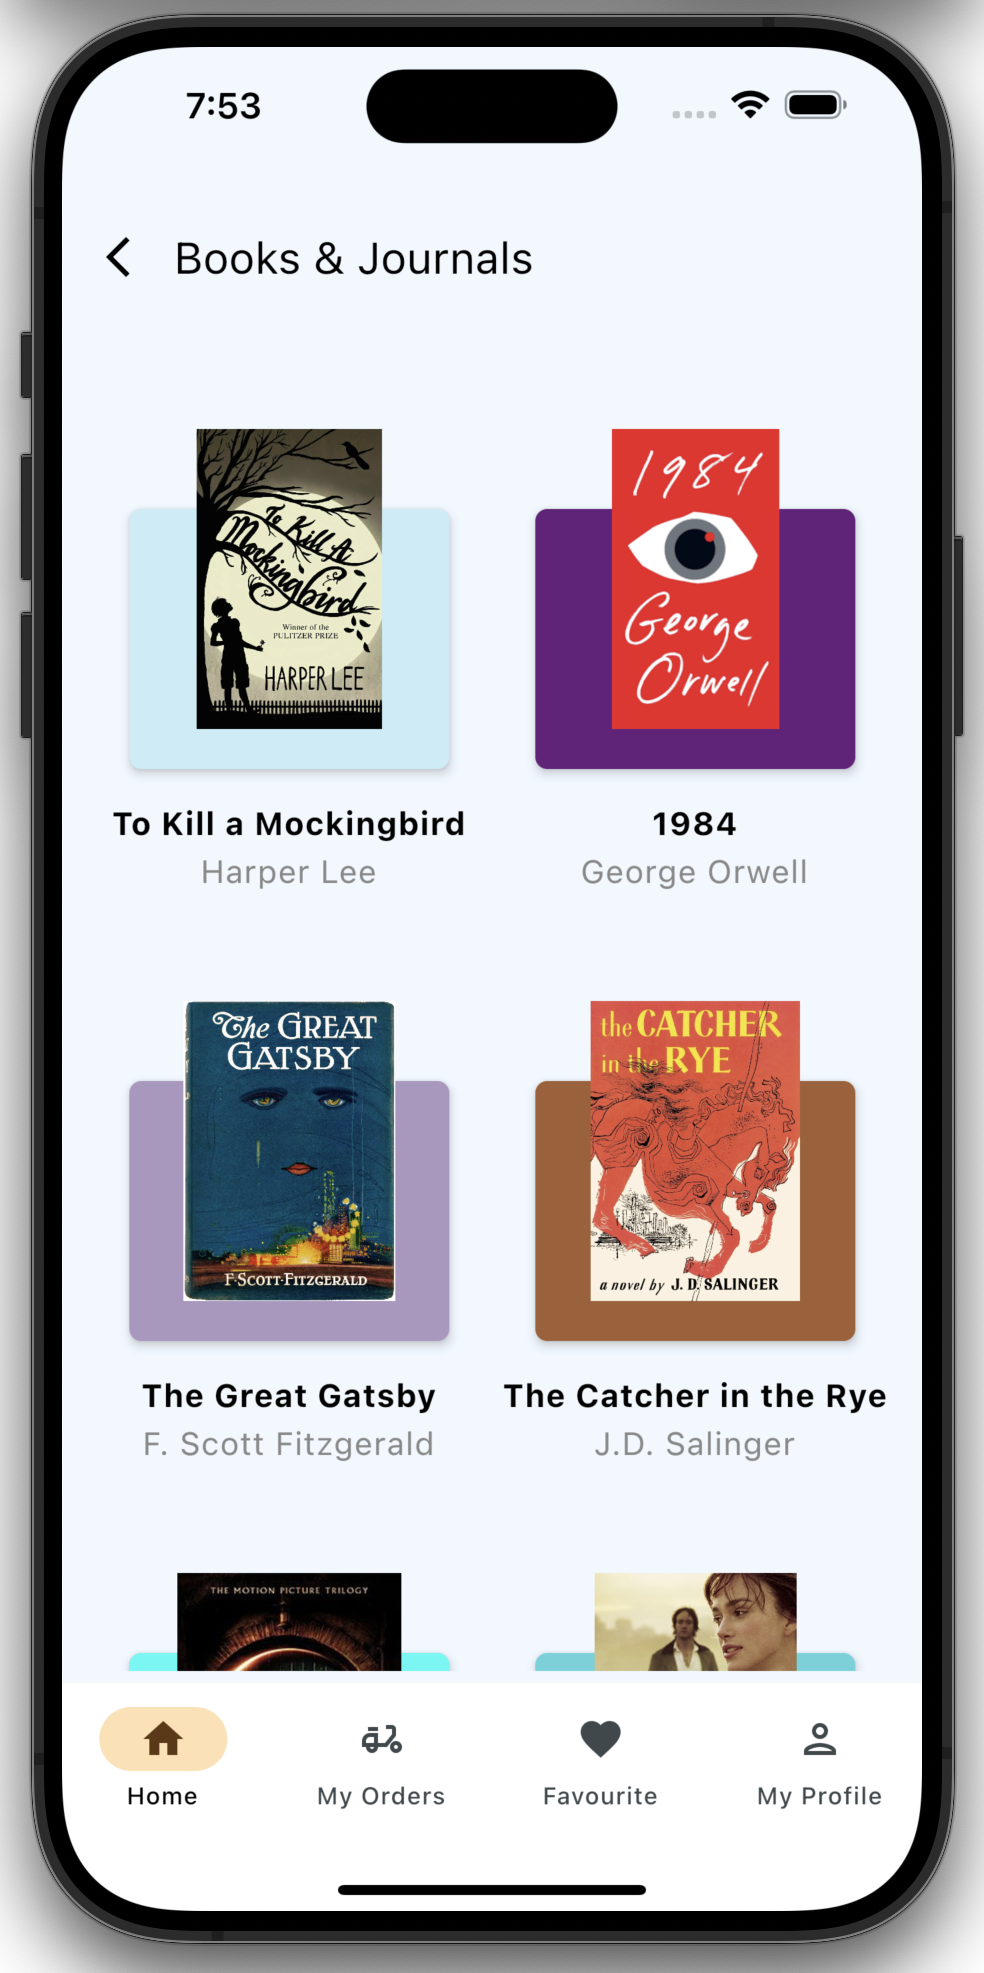 7:53
Books & Journals
To Kill A
Mockingbird
Winner of the
PULITZER PRIZE
HARPER LEE
1984
George
Orwell
To Kill a Mockingbird
Harper Lee
1984
George Orwell
The GREAT
GATSBY
F·SCOTT·FITZGERALD
the CATCHER
in the RYE
a novel by J. D. SALINGER
The Great Gatsby
F. Scott Fitzgerald
The Catcher in the Rye
J.D. Salinger
THE MOTION PICTURE TRILOGY
Home
My Orders
Favourite
My Profile